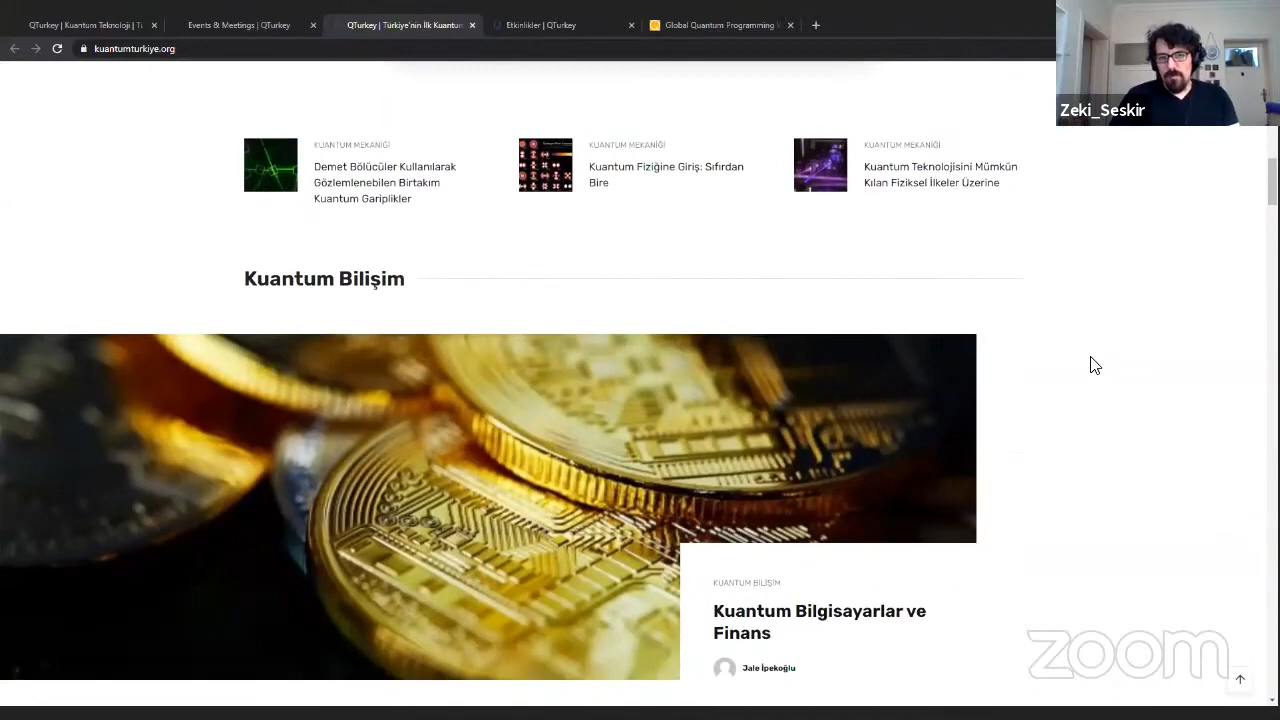 QTurkey | Kuantum Teknoloji | Tü
Events & Meetings | QTurkey
QTurkey | Türkiye'nin İlk Kuantum
Etkinlikler | QTurkey
Global Quantum Programming W
kuantumturkiye.org
Zeki_Seskir
KUANTUM MEKANİĞİ
Demet Bölücüler Kullanılarak
Gözlemlenebilen Birtakım
Kuantum Gariplikler
KUANTUM MEKANİĞİ
Kuantum Fiziğine Giriş: Sıfırdan
Bire
KUANTUM MEKANİĞİ
Kuantum Teknolojisini Mümkün
Kılan Fiziksel İlkeler Üzerine
Kuantum Bilişim
KUANTUM BİLİŞİM
Kuantum Bilgisayarlar ve
Finans
Jale İpekoğlu
zoom